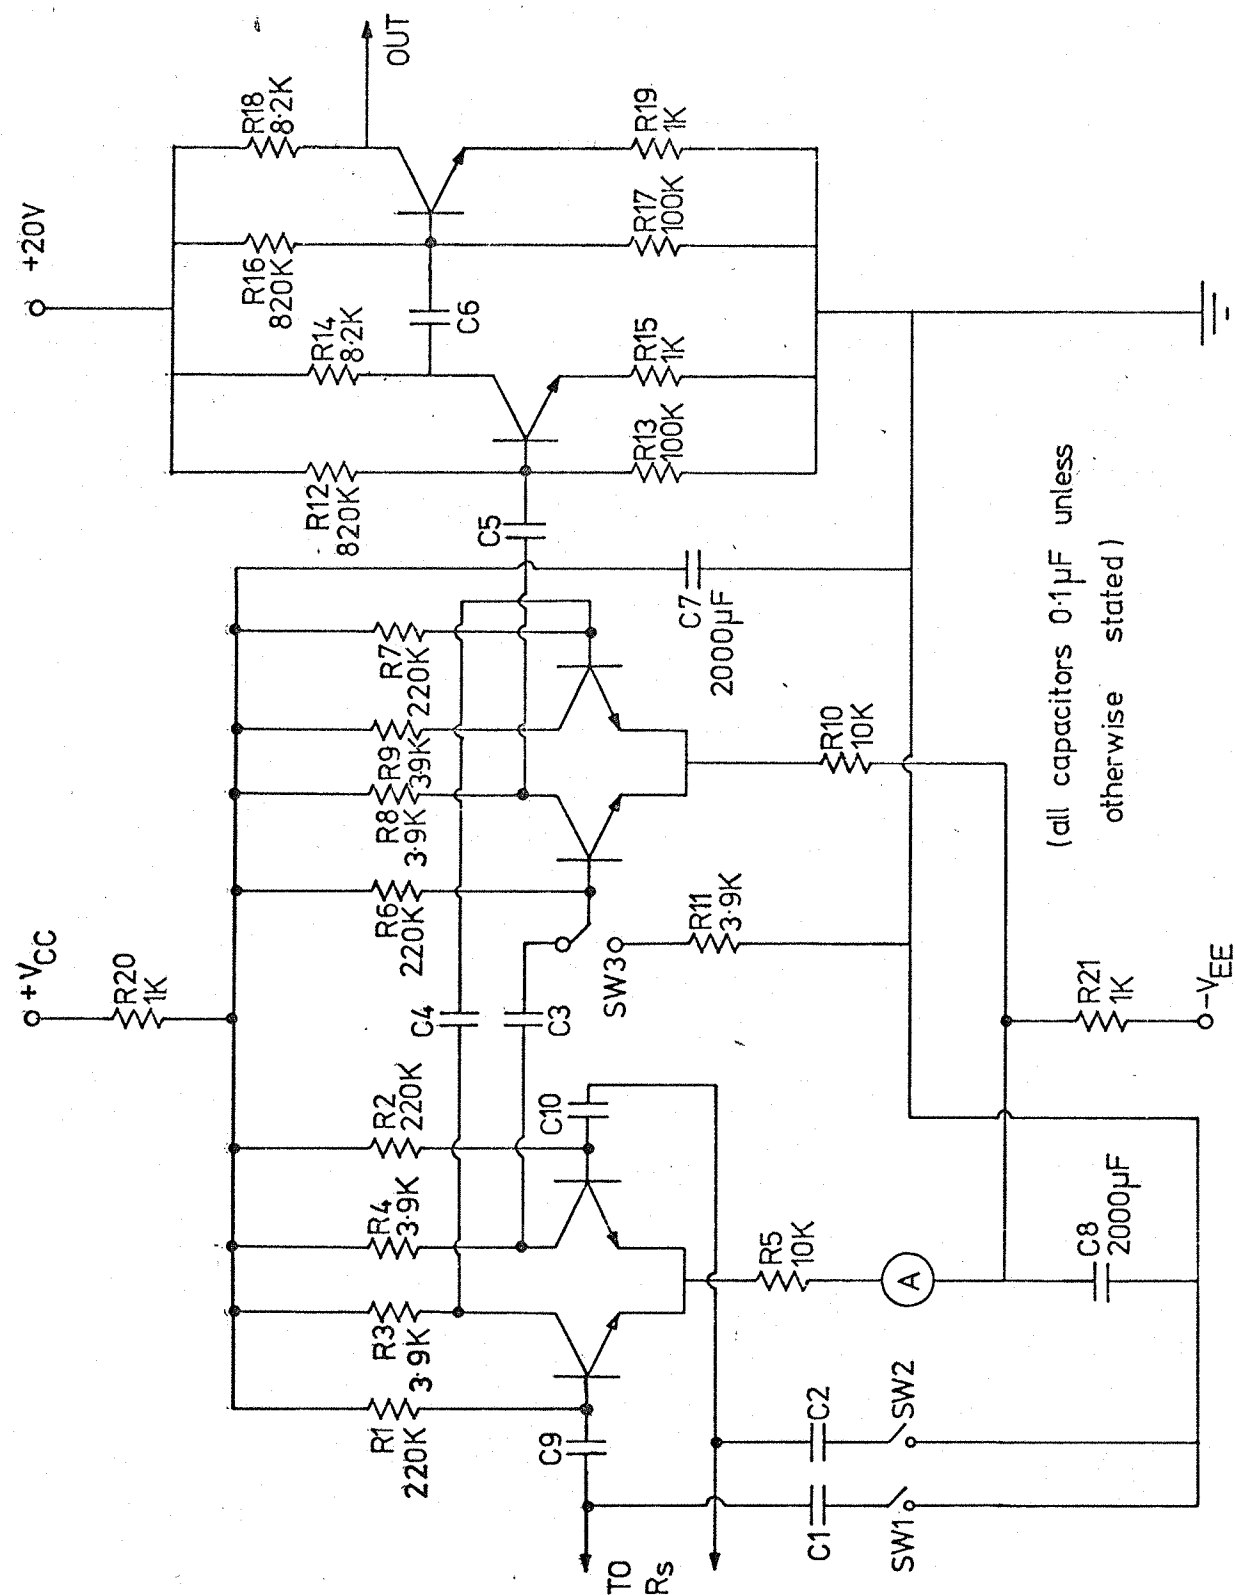 +VCC
R20
1K
+20V
R1
220K
R3
3·9K
R4
3·9K
R2
220K
R6
220K
R8
3·9K
R9
39K
R7
220K
R12
820K
R14
8·2K
R16
820K
R18
8·2K
OUT
C4
C3
C5
C6
C9
C10
SW3
R11
3·9K
C7
2000µF
R13
100K
R15
1K
R17
100K
R19
1K
TO
RS
R5
10K
A
R10
10K
C1
C2
SW1
SW2
C8
2000µF
R21
1K
-VEE
(all capacitors 0·1µF unless
otherwise stated)